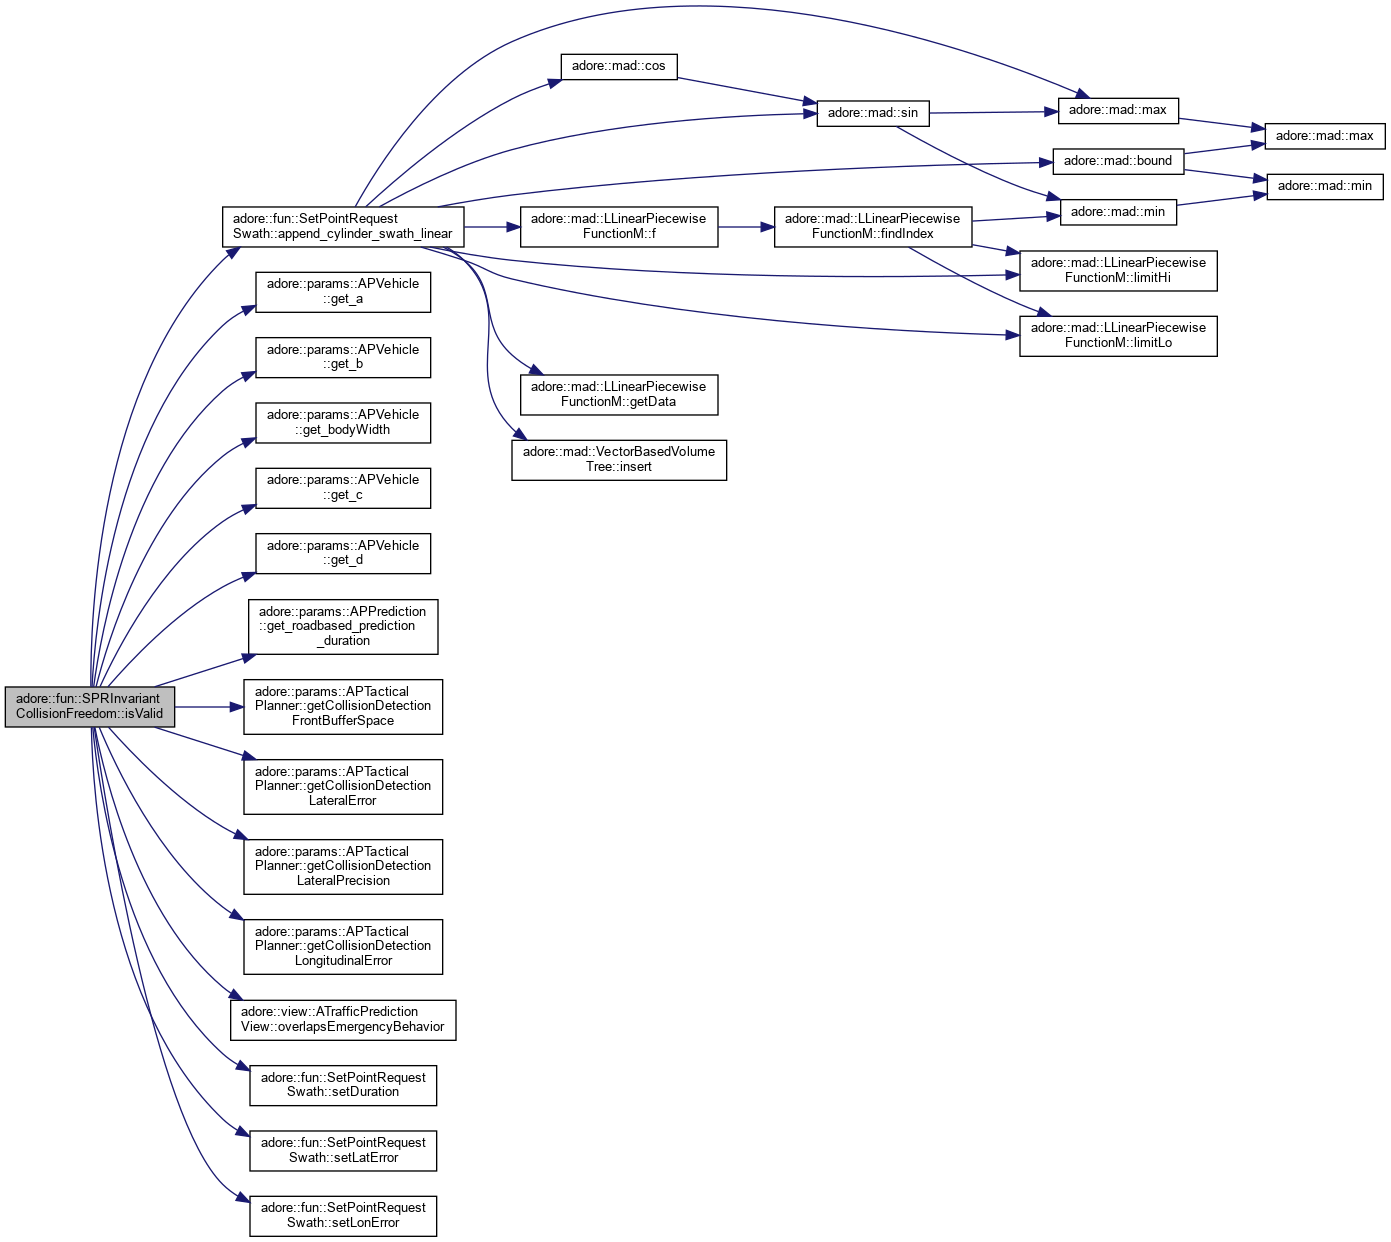 adore::fun::SPRInvariant
CollisionFreedom::isValid
adore::fun::SetPointRequest
Swath::append_cylinder_swath_linear
adore::params::APVehicle
::get_a
adore::params::APVehicle
::get_b
adore::params::APVehicle
::get_bodyWidth
adore::params::APVehicle
::get_c
adore::params::APVehicle
::get_d
adore::params::APPrediction
::get_roadbased_prediction
_duration
adore::params::APTactical
Planner::getCollisionDetection
FrontBufferSpace
adore::params::APTactical
Planner::getCollisionDetection
LateralError
adore::params::APTactical
Planner::getCollisionDetection
LateralPrecision
adore::params::APTactical
Planner::getCollisionDetection
LongitudinalError
adore::view::ATrafficPrediction
View::overlapsEmergencyBehavior
adore::fun::SetPointRequest
Swath::setDuration
adore::fun::SetPointRequest
Swath::setLatError
adore::fun::SetPointRequest
Swath::setLonError
adore::mad::cos
adore::mad::LLinearPiecewise
FunctionM::f
adore::mad::LLinearPiecewise
FunctionM::getData
adore::mad::VectorBasedVolume
Tree::insert
adore::mad::sin
adore::mad::LLinearPiecewise
FunctionM::findIndex
adore::mad::max
adore::mad::bound
adore::mad::min
adore::mad::LLinearPiecewise
FunctionM::limitHi
adore::mad::LLinearPiecewise
FunctionM::limitLo
adore::mad::max
adore::mad::min